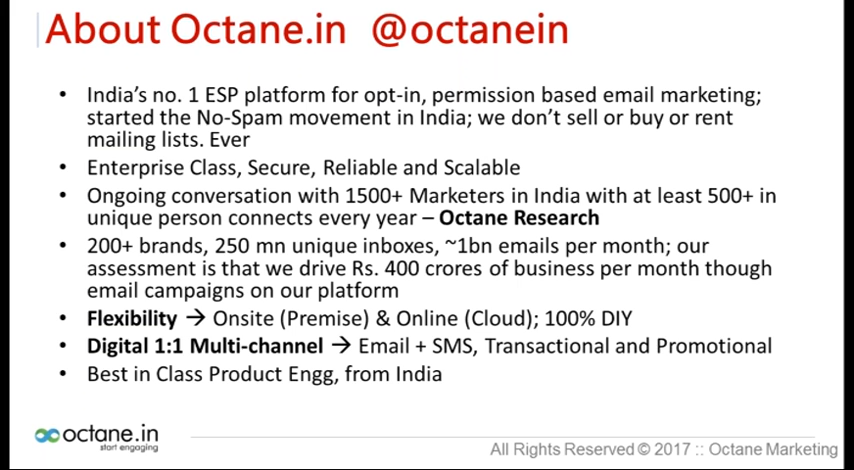 About Octane.in @octanein
• India's no. 1 ESP platform for opt-in, permission based email marketing;
started the No-Spam movement in India; we don't sell or buy or rent
mailing lists. Ever
• Enterprise Class, Secure, Reliable and Scalable
• Ongoing conversation with 1500+ Marketers in India with at least 500+ in
unique person connects every year – Octane Research
• 200+ brands, 250 mn unique inboxes, ~1bn emails per month; our
assessment is that we drive Rs. 400 crores of business per month though
email campaigns on our platform
• Flexibility → Onsite (Premise) & Online (Cloud); 100% DIY
• Digital 1:1 Multi-channel → Email + SMS, Transactional and Promotional
• Best in Class Product Engg, from India
octane.in
start engaging
All Rights Reserved © 2017 :: Octane Marketing